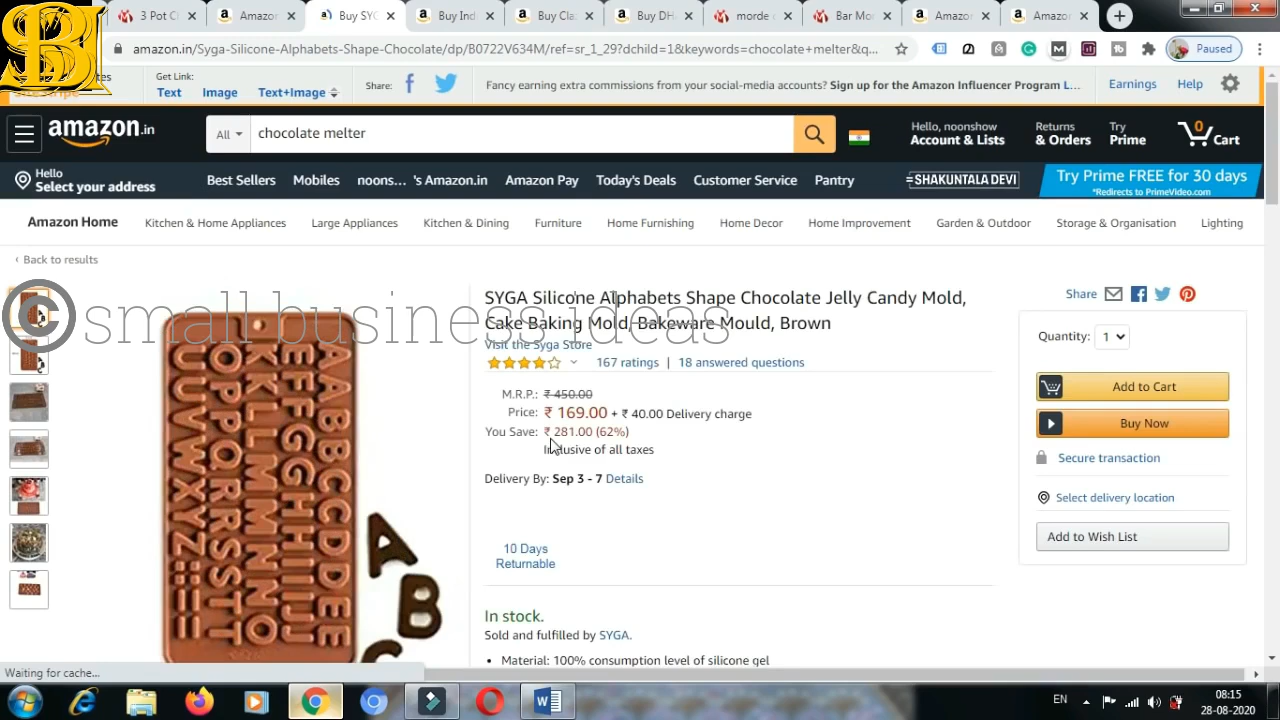 3 Pot C
Amazon
Buy SYG
Buy Ind
Buy Cla
Buy DH
morde
Bar Mo
Amazo
Amazo
amazon.in/Syga-Silicone-Alphabets-Shape-Chocolate/dp/B0722V634M/ref=sr_1_29?dchild=1&keywords=chocolate+melter&q...
Paused
SBI
Get Link:
Text Image Text+Image
Share:
Fancy earning extra commissions from your social-media accounts? Sign up for the Amazon Influencer Program L...
Earnings Help
amazon.in
All
chocolate melter
Hello, noonshow
Account & Lists
Returns
& Orders
Try
Prime
0
Cart
Hello
Select your address
Best Sellers Mobiles noons... 's Amazon.in Amazon Pay Today's Deals Customer Service Pantry
SHAKUNTALA DEVI
Try Prime FREE for 30 days
*Redirects to PrimeVideo.com
Amazon Home Kitchen & Home Appliances Large Appliances Kitchen & Dining Furniture Home Furnishing Home Decor Home Improvement Garden & Outdoor Storage & Organisation Lighting
‹ Back to results
© small business ideas
SYGA Silicone Alphabets Shape Chocolate Jelly Candy Mold,
Cake Baking Mold, Bakeware Mould, Brown
Visit the Syga Store
167 ratings | 18 answered questions
M.R.P.: ₹ 450.00
Price: ₹ 169.00 + ₹ 40.00 Delivery charge
You Save: ₹ 281.00 (62%)
Inclusive of all taxes
Delivery By: Sep 3 - 7 Details
10 Days
Returnable
In stock.
Sold and fulfilled by SYGA.
• Material: 100% consumption level of silicone gel
Share
Quantity: 1
Add to Cart
Buy Now
Secure transaction
Select delivery location
Add to Wish List
A
B
C
Waiting for cache...
EN
08:15
28-08-2020